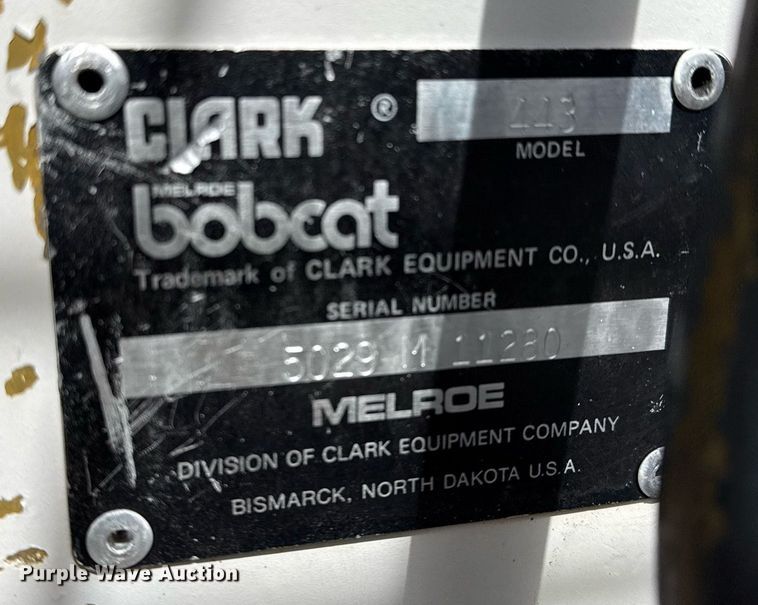 CLARK ®
MODEL
MELROE
bobcat
Trademark of CLARK EQUIPMENT CO., U.S.A.
SERIAL NUMBER
5029 M 11280
MELROE
DIVISION OF CLARK EQUIPMENT COMPANY
BISMARCK, NORTH DAKOTA U.S.A.
Purple Wave Auction